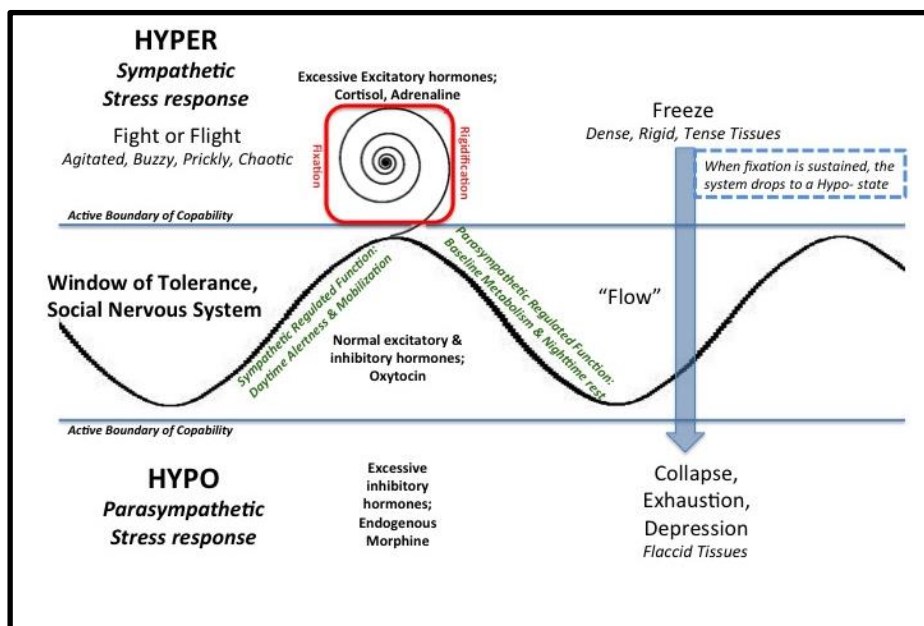 HYPER
Sympathetic
Stress response
Fight or Flight
Agitated, Buzzy, Prickly, Chaotic
Excessive Excitatory hormones;
Cortisol, Adrenaline
Fixation
Rigidification
Freeze
Dense, Rigid, Tense Tissues
When fixation is sustained, the
system drops to a Hypo- state
Active Boundary of Copability
Window of Tolerance,
Social Nervous System
Sympathetic Regulated Function:
Daytime Alertness & Mobilization
Normal excitatory &
inhibitory hormones;
Oxytocin
Parasympathetic Regulated Function:
Baseline Metabolism & Nighttime rest
“Flow”
Active Boundary of Copability
HYPO
Parasympathetic
Stress response
Excessive
inhibitory
hormones;
Endogenous
Morphine
Collapse,
Exhaustion,
Depression
Flaccid Tissues